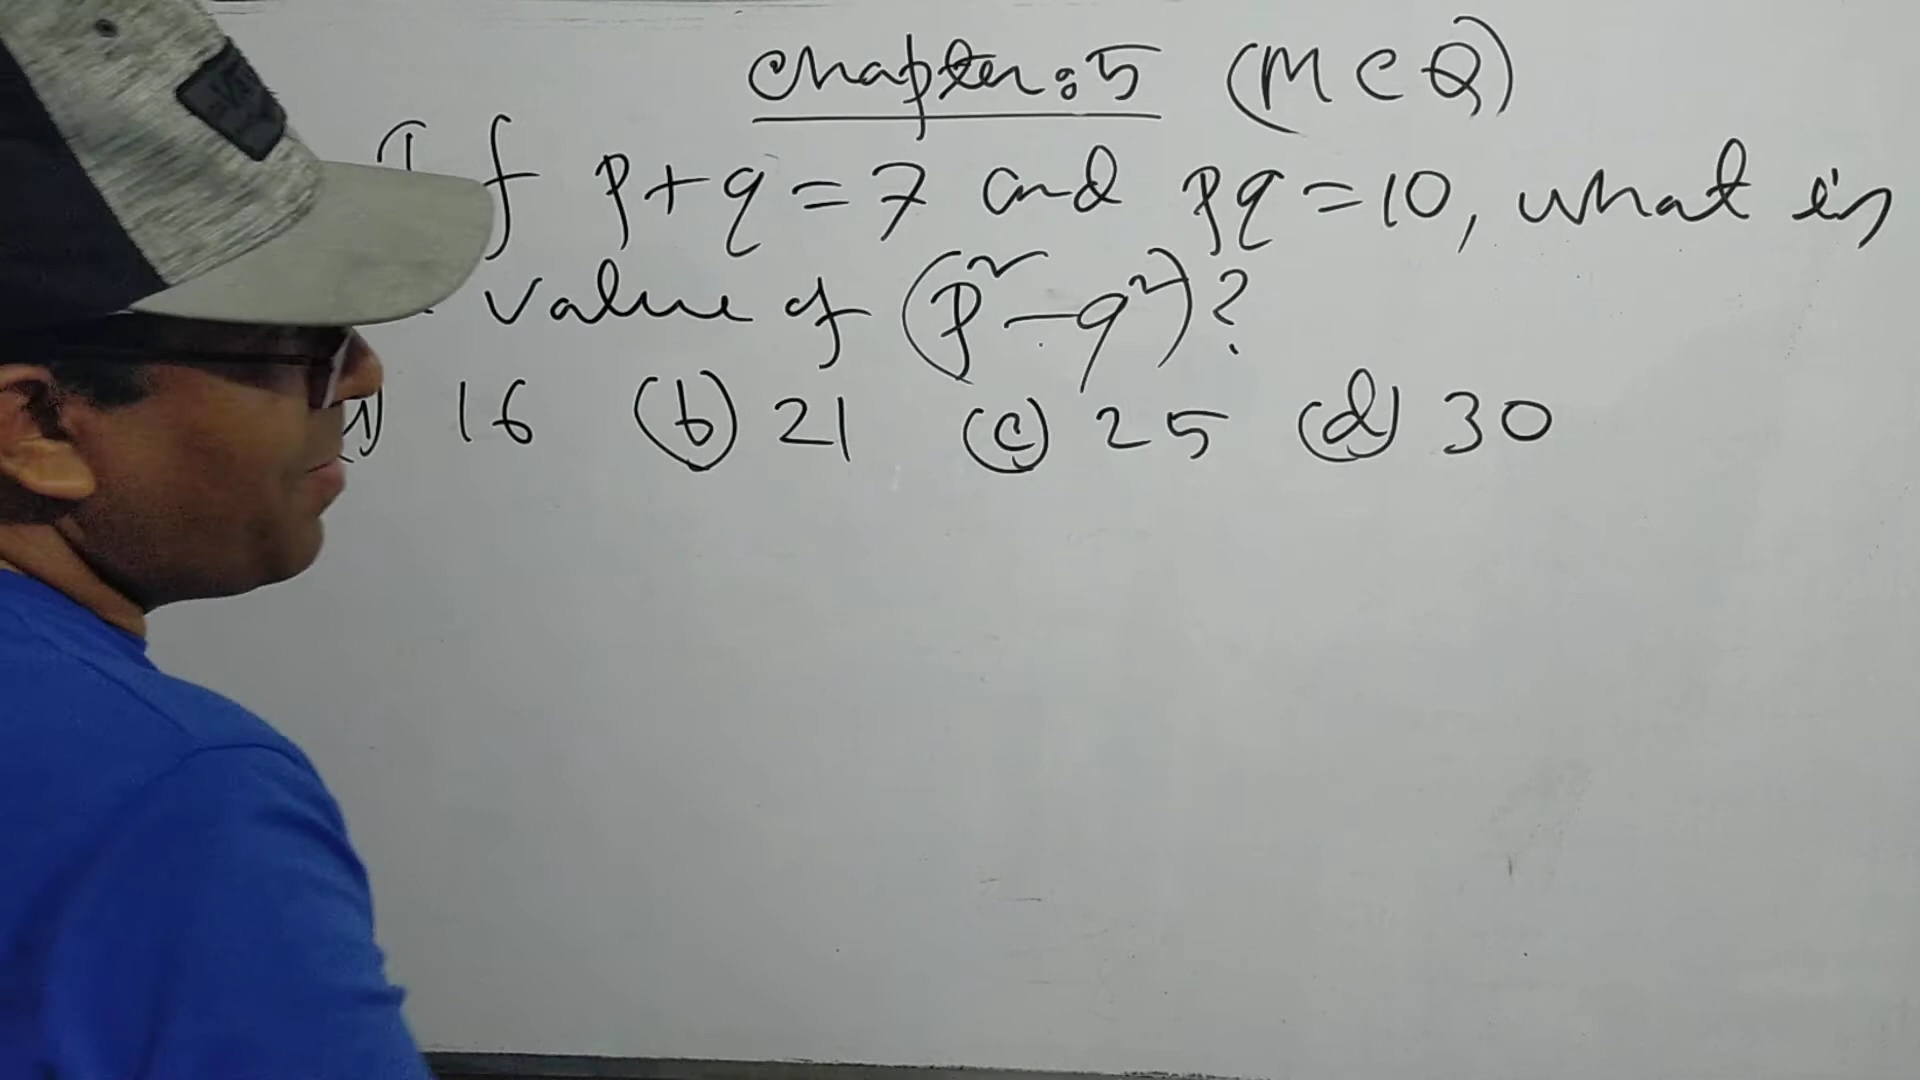 Chapter: 5 (MCQ)
If p+q=7 and pq=10, what is
value of (p²-q²)?
16 (b) 21 (c) 25 (d) 30